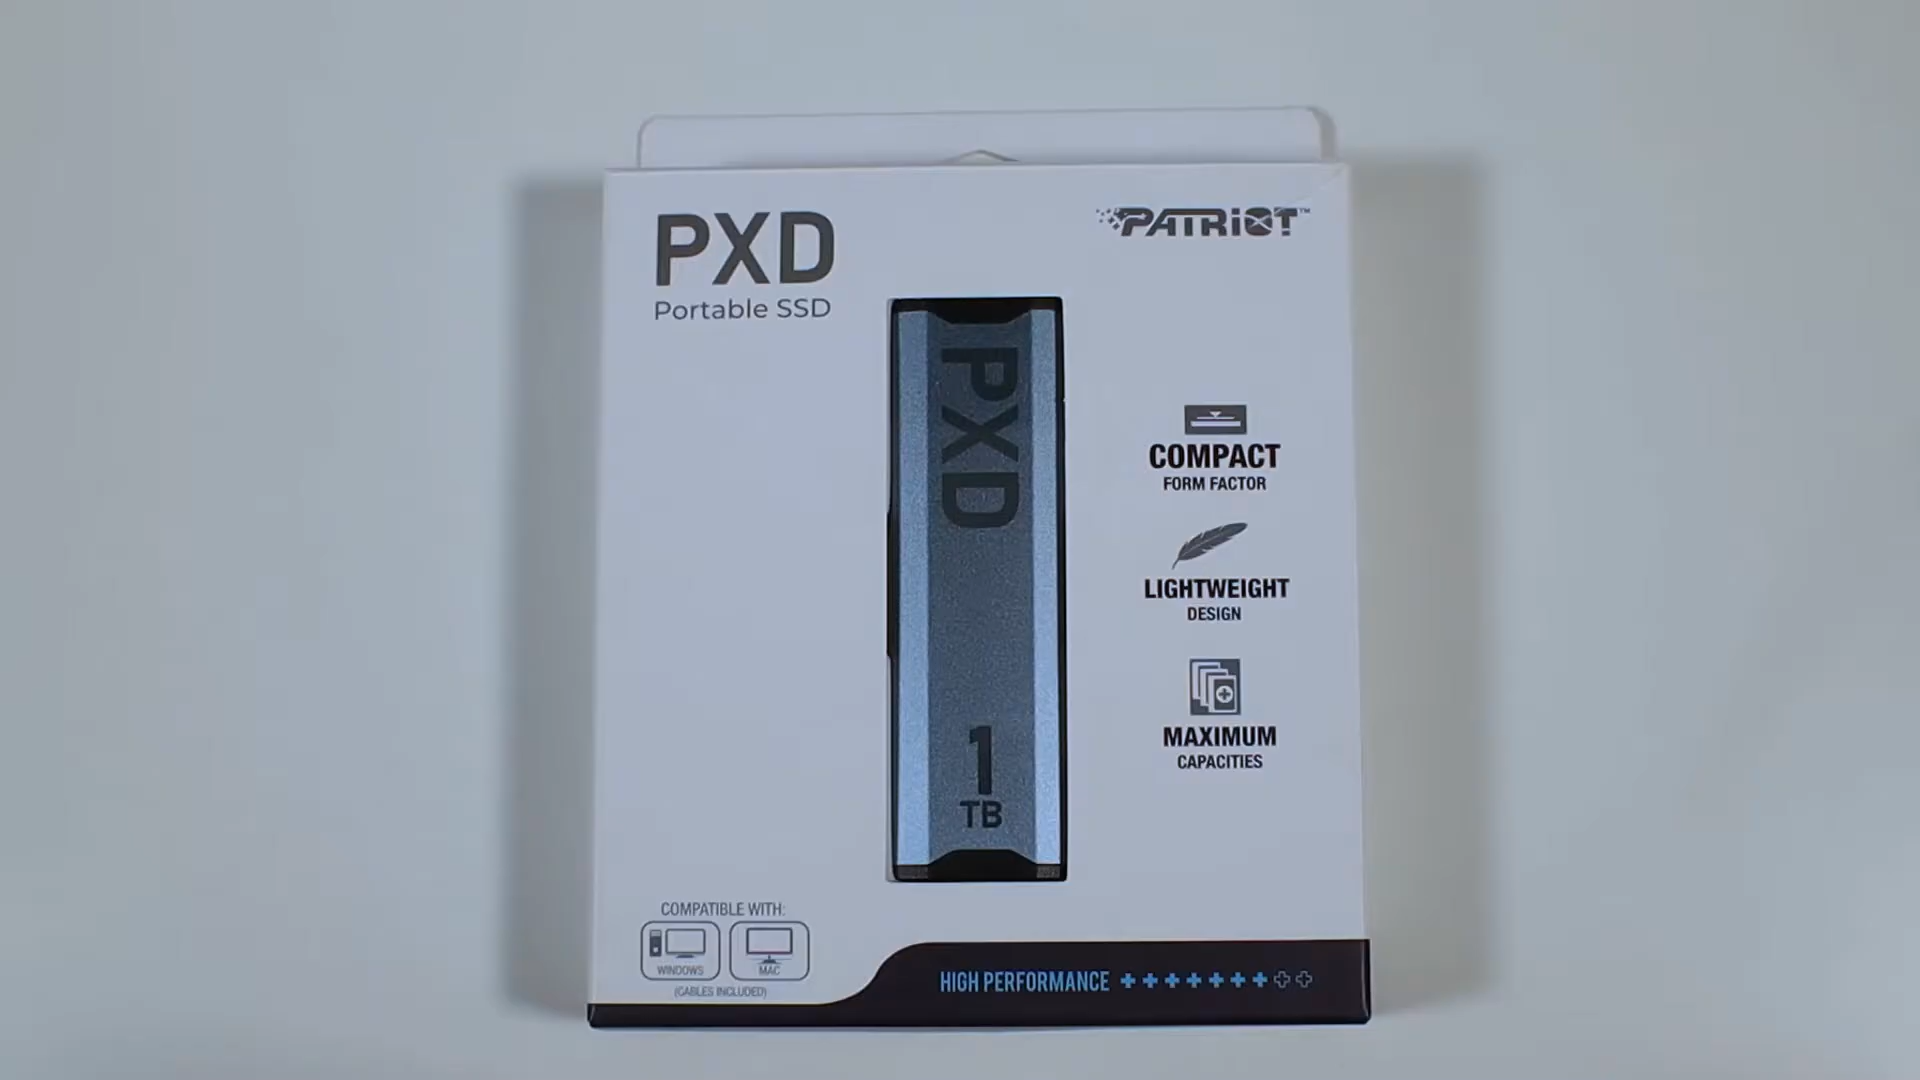 PXD
Portable SSD
PATRIOT™
PXD
1
TB
COMPACT
FORM FACTOR
LIGHTWEIGHT
DESIGN
MAXIMUM
CAPACITIES
COMPATIBLE WITH:
WINDOWS
MAC
(CABLES INCLUDED)
HIGH PERFORMANCE